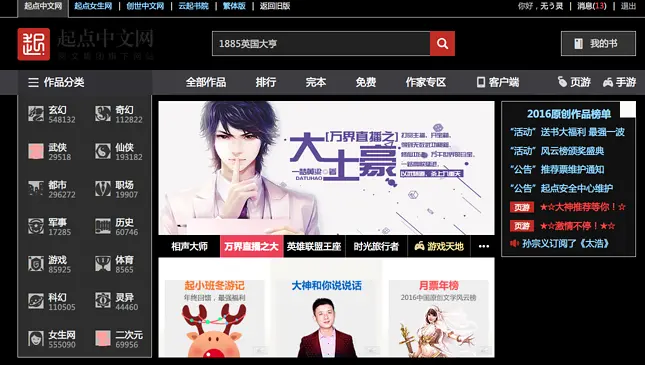 起点中文网 | 起点女生网 | 创世中文网 | 云起书院 | 繁体版 | 返回旧版
你好，无う灵 | 消息(13) | 退出
起点中文网
1885英国大亨
我的书
作品分类
全部作品 排行 完本 免费 作家专区 客户端 页游 手游
玄幻 548132
奇幻 112822
武侠 29518
仙侠 193182
都市 296272
职场 19907
军事 17285
历史 60746
游戏 85925
体育 8565
科幻 110505
灵异 44460
女生网 555090
二次元 69956
[万界直播之]
大土豪
一醉黄粱 著
DATUHAO
相声大师 万界直播之大 英雄联盟王座 时光旅行者 游戏天地 •••
起小班冬游记
年终回馈，最强福利
大神和你说话
月票年榜
2016中国原创文学风云榜
2016原创作品榜单
“活动” 送书大福利 最强一波
“活动” 风云榜颁奖盛典
“公告” 推荐票维护通知
“公告” 起点安全中心维护
页游 ★☆大神推荐等你！☆
页游 ★☆激情不停！★☆
孙宗义订阅了《太浩》